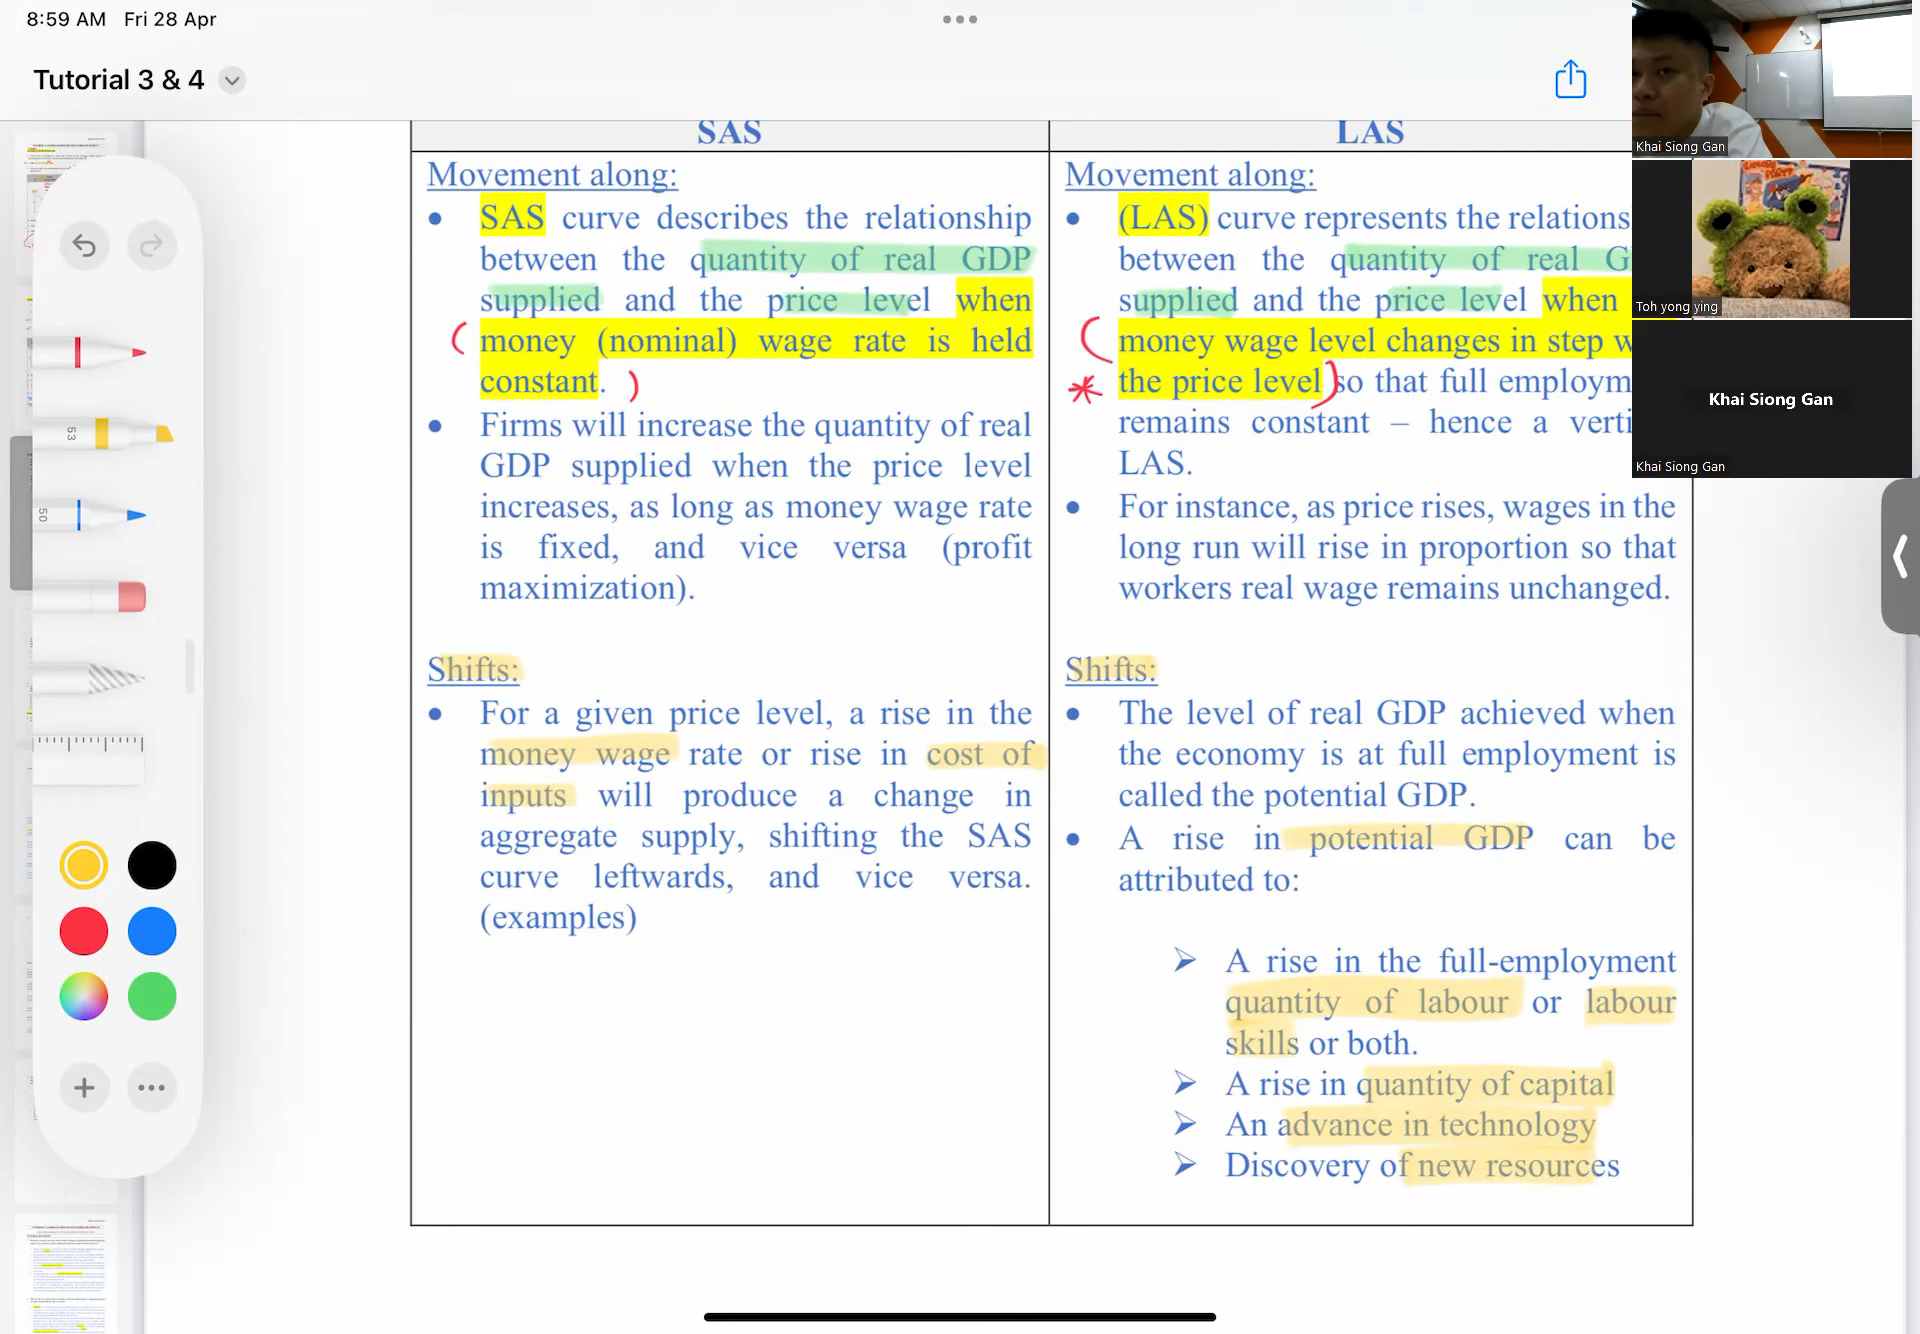 8:59 AM Fri 28 Apr
Tutorial 3 & 4
SAS
Movement along:
• SAS curve describes the relationship
between the quantity of real GDP
supplied and the price level when
money (nominal) wage rate is held
constant.
• Firms will increase the quantity of real
GDP supplied when the price level
increases, as long as money wage rate
is fixed, and vice versa (profit
maximization).
Shifts:
• For a given price level, a rise in the
money wage rate or rise in cost of
inputs will produce a change in
aggregate supply, shifting the SAS
curve leftwards, and vice versa.
(examples)
LAS
Movement along:
• (LAS) curve represents the relations
between the quantity of real G
supplied and the price level when
money wage level changes in step w
the price level so that full employm
remains constant – hence a verti
LAS.
• For instance, as price rises, wages in the
long run will rise in proportion so that
workers real wage remains unchanged.
Shifts:
• The level of real GDP achieved when
the economy is at full employment is
called the potential GDP.
• A rise in potential GDP can be
attributed to:
➢ A rise in the full-employment
quantity of labour or labour
skills or both.
➢ A rise in quantity of capital
➢ An advance in technology
➢ Discovery of new resources
Khai Siong Gan
Toh yong ying
Khai Siong Gan
Khai Siong Gan
53
50